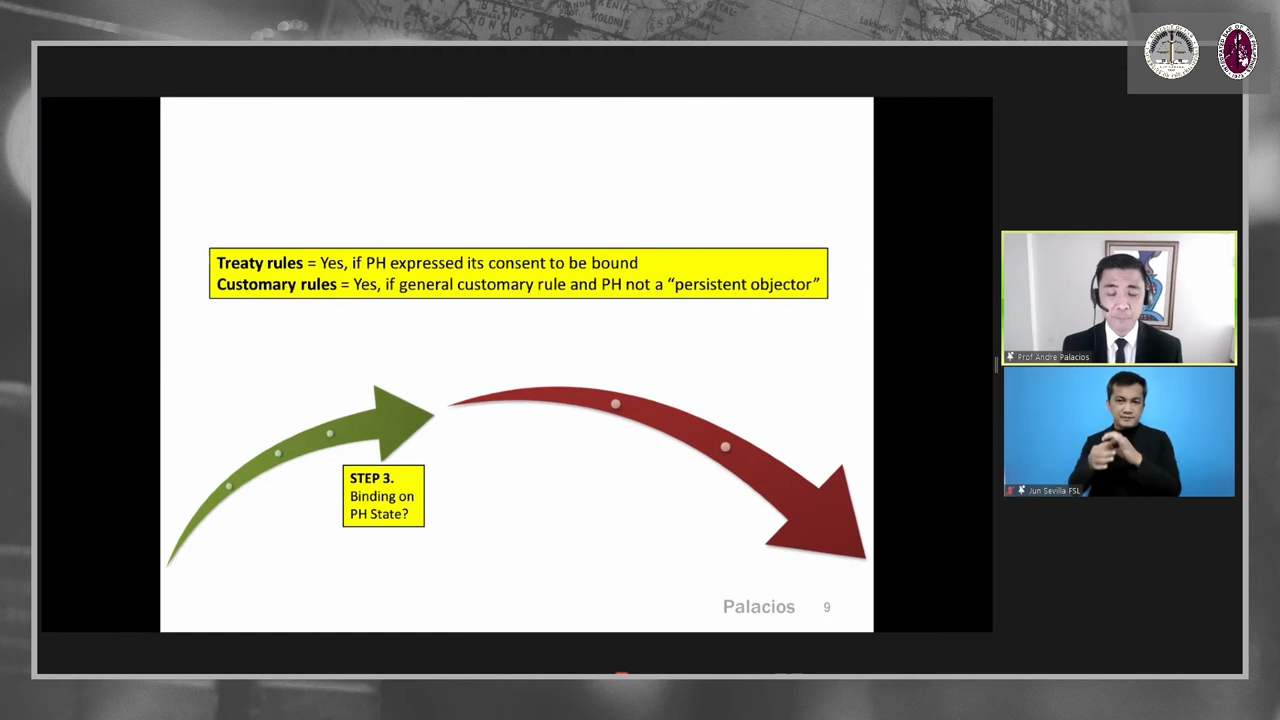 Treaty rules = Yes, if PH expressed its consent to be bound
Customary rules = Yes, if general customary rule and PH not a “persistent objector”
STEP 3.
Binding on
PH State?
Palacios 9
Prof Andre Palacios
Jun Sevilla FSL